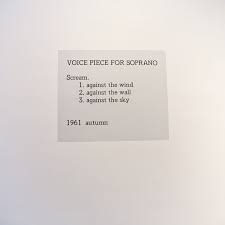 VOICE PIECE FOR SOPRANO
Scream.
1. against the wind
2. against the wall
3. against the sky
1961 autumn